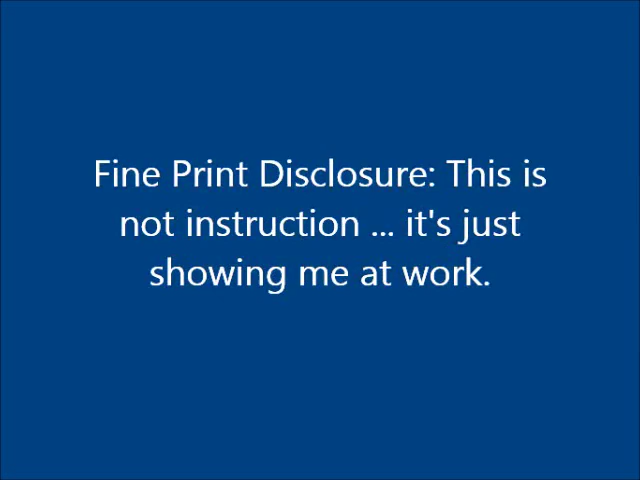 Fine Print Disclosure: This is
not instruction ... it's just
showing me at work.